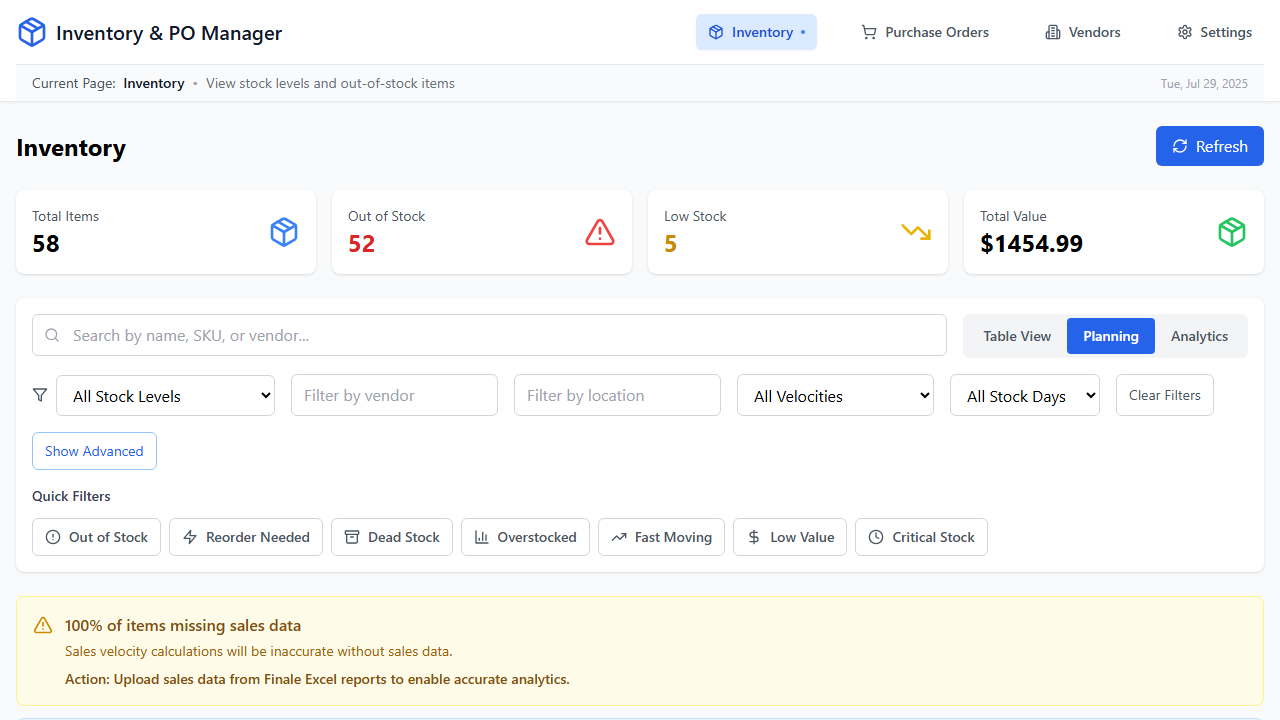 Inventory & PO Manager
Inventory •
Purchase Orders
Vendors
Settings
Current Page: Inventory • View stock levels and out-of-stock items
Tue, Jul 29, 2025
Inventory
Refresh
Total Items
58
Out of Stock
52
Low Stock
5
Total Value
$1454.99
Search by name, SKU, or vendor...
Table View
Planning
Analytics
All Stock Levels
Filter by vendor
Filter by location
All Velocities
All Stock Days
Clear Filters
Show Advanced
Quick Filters
Out of Stock
Reorder Needed
Dead Stock
Overstocked
Fast Moving
Low Value
Critical Stock
100% of items missing sales data
Sales velocity calculations will be inaccurate without sales data.
Action: Upload sales data from Finale Excel reports to enable accurate analytics.